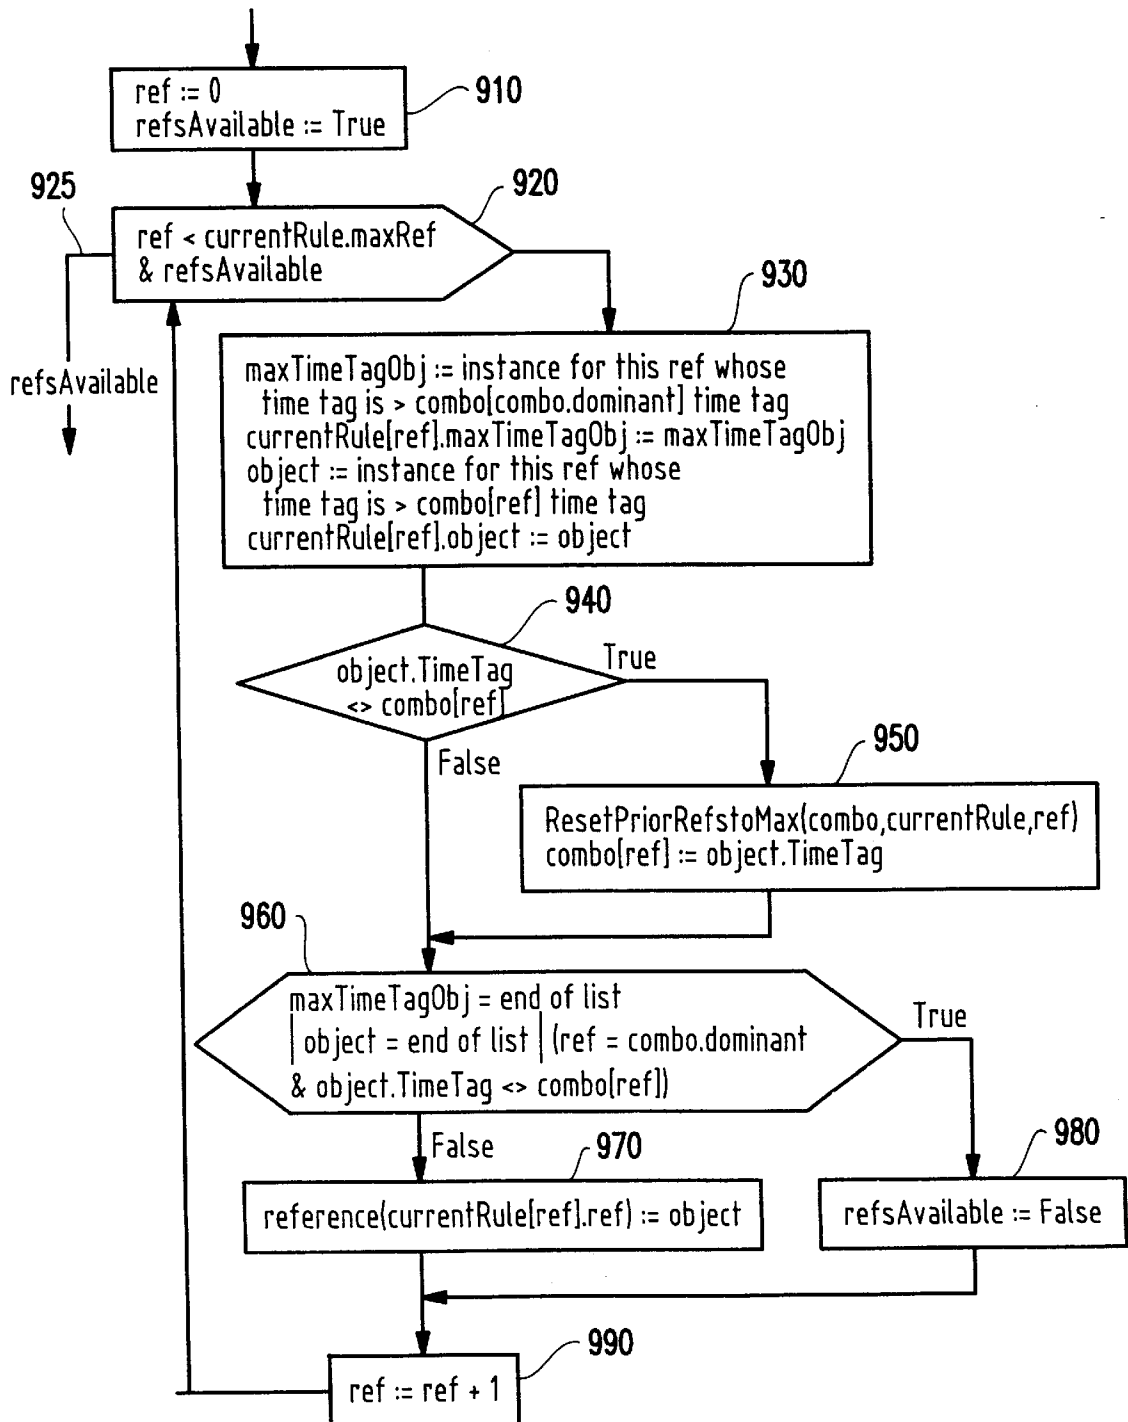 ref := 0
refsAvailable := True
910
925
920
ref < currentRule.maxRef
& refsAvailable
930
refsAvailable
maxTimeTagObj := instance for this ref whose
time tag is > combo[combo.dominant] time tag
currentRule[ref].maxTimeTagObj := maxTimeTagObj
object := instance for this ref whose
time tag is > combo[ref] time tag
currentRule[ref].object := object
940
object.TimeTag
<> combo[ref]
True
False
950
ResetPriorRefstoMax(combo,currentRule,ref)
combo[ref] := object.TimeTag
960
maxTimeTagObj = end of list
| object = end of list | (ref = combo.dominant
& object.TimeTag <> combo[ref])
True
False
970
980
reference(currentRule[ref].ref) := object
refsAvailable := False
990
ref := ref + 1